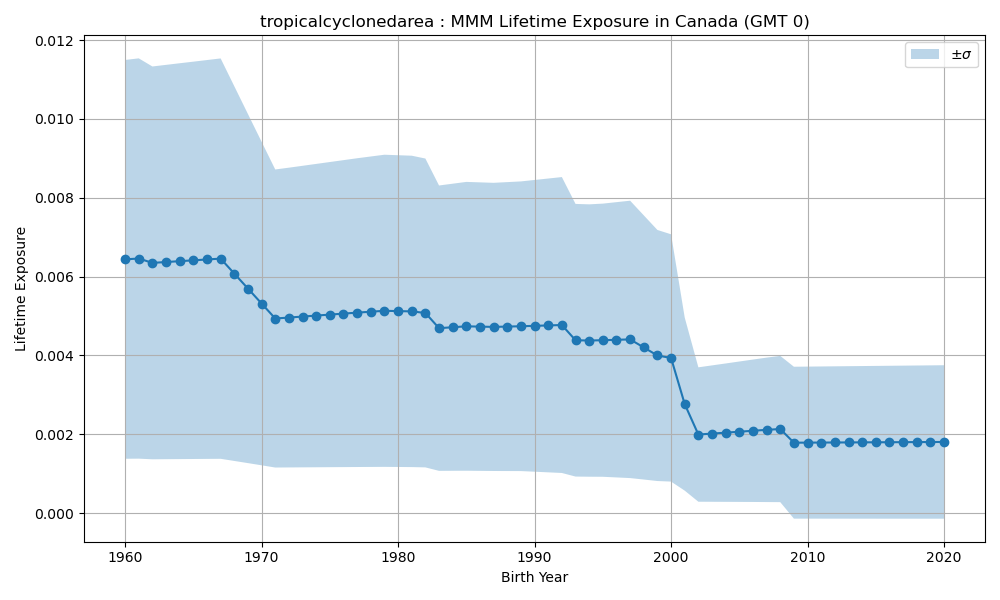 tropicalcyclonedarea : MMM Lifetime Exposure in Canada (GMT 0)
±σ
0.012
0.010
0.008
0.006
0.004
0.002
0.000
Lifetime Exposure
1960 1970 1980 1990 2000 2010 2020
Birth Year